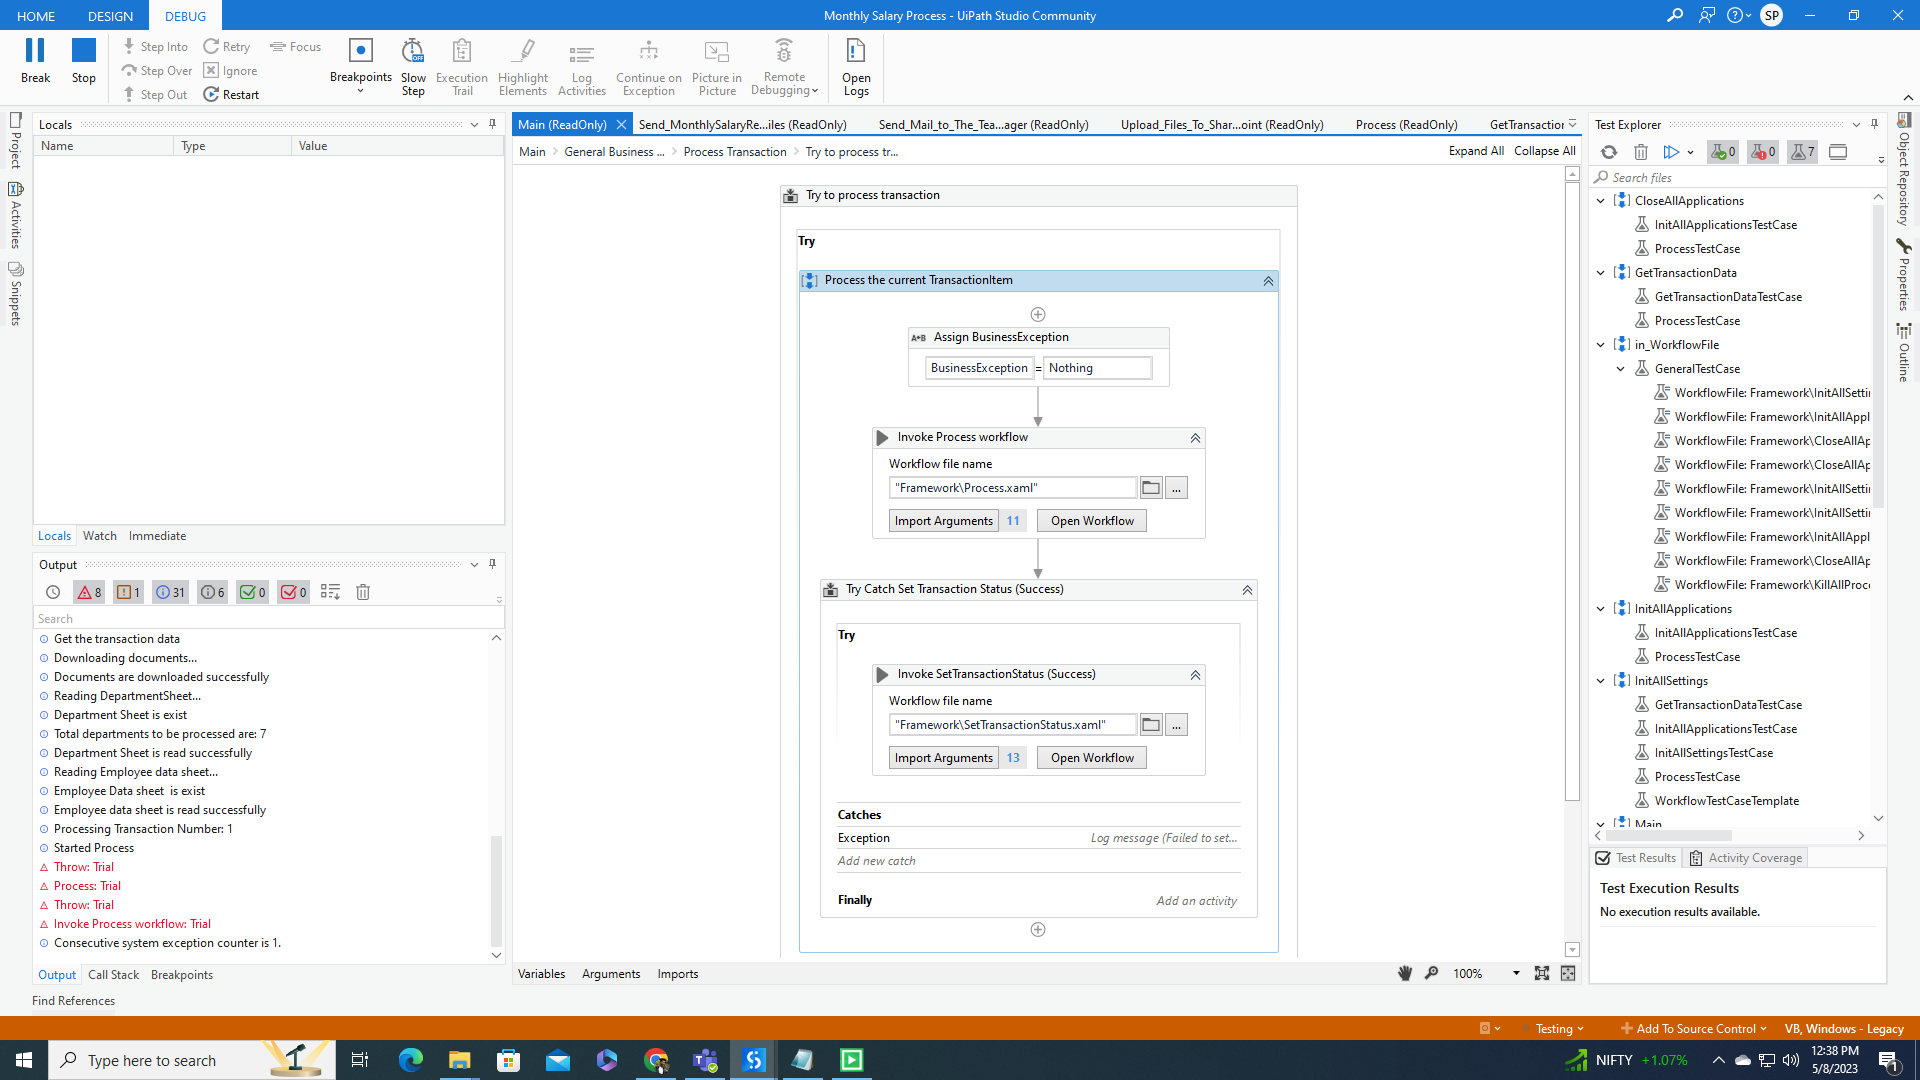 HOME DESIGN DEBUG Monthly Salary Process - UiPath Studio Community SP
Break Stop Step Into Step Over Step Out Retry Ignore Restart Focus Breakpoints Slow Step Execution Trail Highlight Elements Log Activities Continue on Exception Picture in Picture Remote Debugging Open Logs
Project
Activities
Snippets
Locals
Name Type Value
Locals Watch Immediate
Output
8 1 31 6 0 0
Search
Get the transaction data
Downloading documents...
Documents are downloaded successfully
Reading DepartmentSheet...
Department Sheet is exist
Total departments to be processed are: 7
Department Sheet is read successfully
Reading Employee data sheet...
Employee Data sheet is exist
Employee data sheet is read successfully
Processing Transaction Number: 1
Started Process
Throw: Trial
Process: Trial
Throw: Trial
Invoke Process workflow: Trial
Consecutive system exception counter is 1.
Output Call Stack Breakpoints
Find References
Main (ReadOnly) Send_MonthlySalaryRe...iles (ReadOnly) Send_Mail_to_The_Tea...ager (ReadOnly) Upload_Files_To_Shar...oint (ReadOnly) Process (ReadOnly) GetTransaction
Main General Business ... Process Transaction Try to process tr... Expand All Collapse All
Try to process transaction
Try
Process the current TransactionItem
A+B Assign BusinessException
BusinessException = Nothing
Invoke Process workflow
Workflow file name
"Framework\Process.xaml" ...
Import Arguments 11 Open Workflow
Try Catch Set Transaction Status (Success)
Try
Invoke SetTransactionStatus (Success)
Workflow file name
"Framework\SetTransactionStatus.xaml" ...
Import Arguments 13 Open Workflow
Catches
Exception Log message (Failed to set...
Add new catch
Finally Add an activity
Variables Arguments Imports 100%
Test Explorer
0 0 7
Search files
CloseAllApplications
InitAllApplicationsTestCase
ProcessTestCase
GetTransactionData
GetTransactionDataTestCase
ProcessTestCase
in_WorkflowFile
GeneralTestCase
WorkflowFile: Framework\InitAllSettin
WorkflowFile: Framework\InitAllAppl
WorkflowFile: Framework\CloseAllAp
WorkflowFile: Framework\CloseAllAp
WorkflowFile: Framework\InitAllSettin
WorkflowFile: Framework\InitAllSettin
WorkflowFile: Framework\InitAllAppl
WorkflowFile: Framework\CloseAllAp
WorkflowFile: Framework\KillAllProce
InitAllApplications
InitAllApplicationsTestCase
ProcessTestCase
InitAllSettings
GetTransactionDataTestCase
InitAllApplicationsTestCase
InitAllSettingsTestCase
ProcessTestCase
WorkflowTestCaseTemplate
Main
Test Results Activity Coverage
Test Execution Results
No execution results available.
Object Repository
Properties
Outline
Testing Add To Source Control VB, Windows - Legacy
Type here to search NIFTY +1.07% 12:38 PM
5/8/2023 1